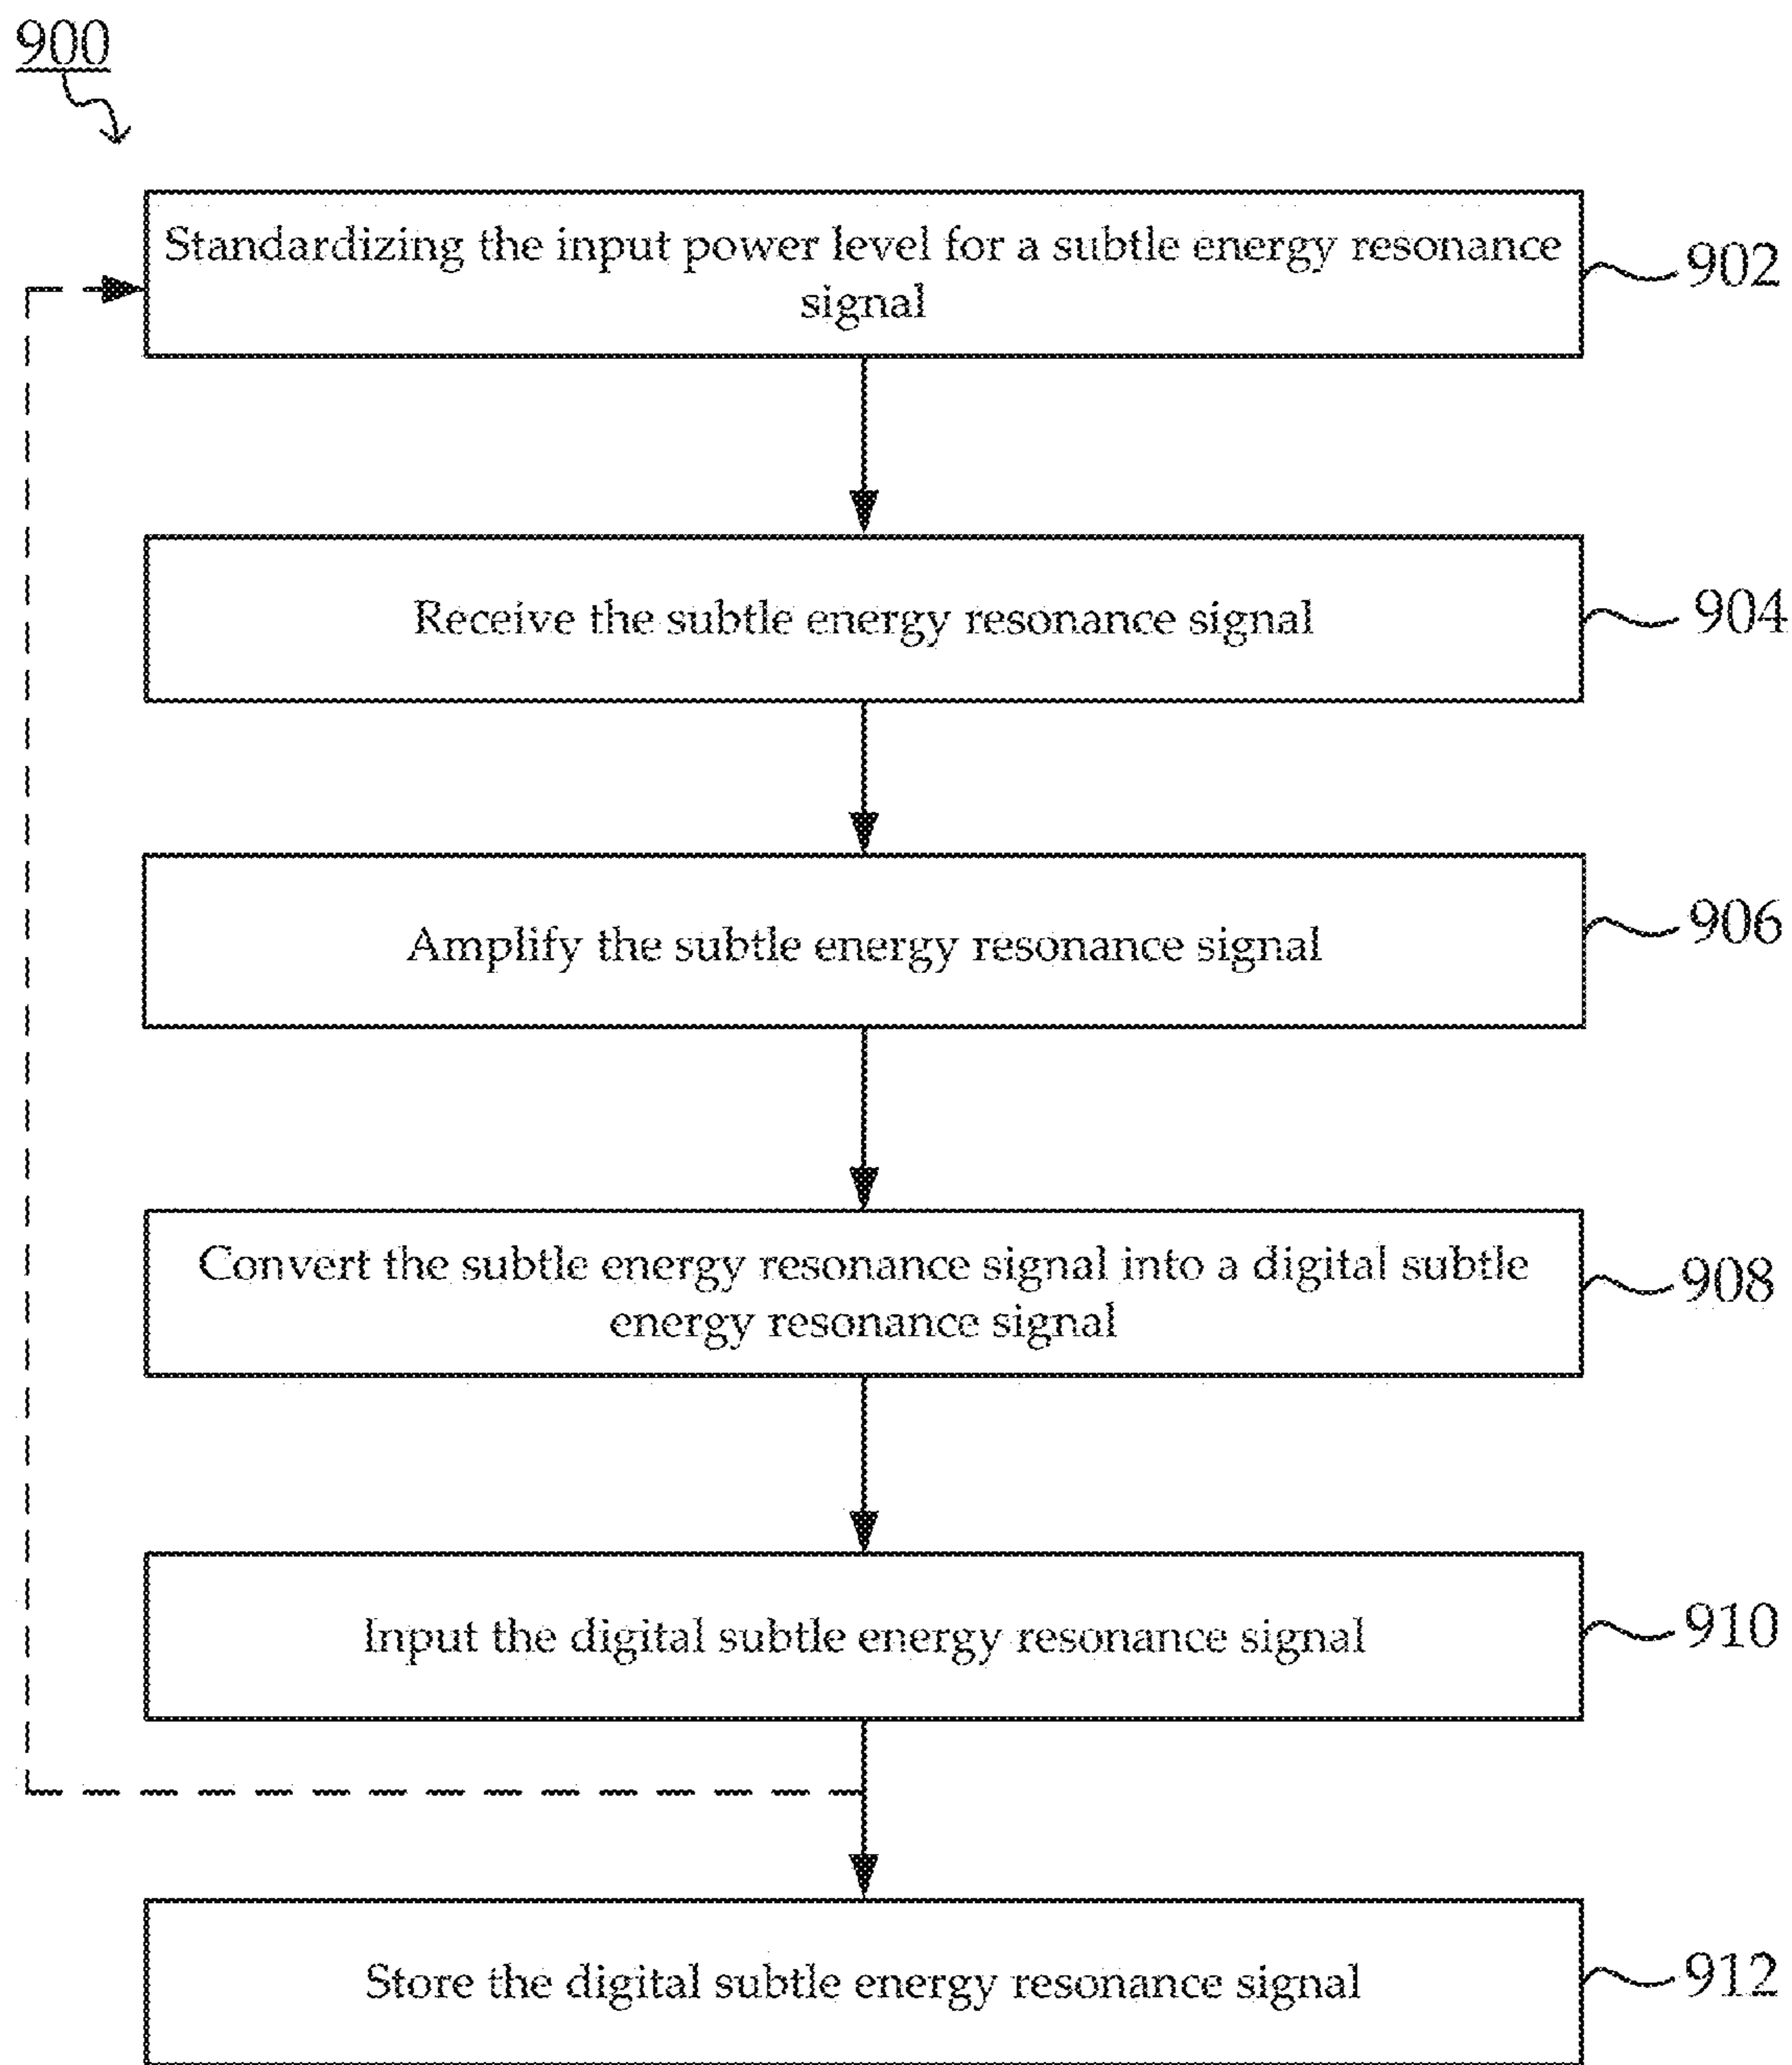 900
Standardizing the input power level for a subtle energy resonance
signal
902
Receive the subtle energy resonance signal
904
Amplify the subtle energy resonance signal
906
Convert the subtle energy resonance signal into a digital subtle
energy resonance signal
908
Input the digital subtle energy resonance signal
910
Store the digital subtle energy resonance signal
912